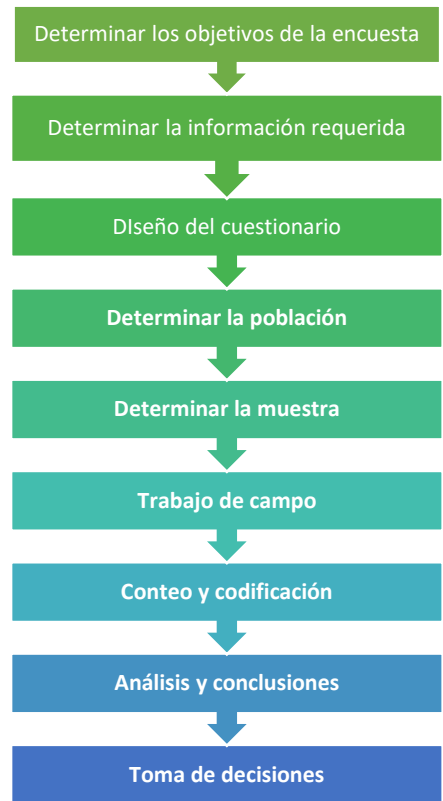 Determinar los objetivos de la encuesta
Determinar la información requerida
DIseño del cuestionario
Determinar la población
Determinar la muestra
Trabajo de campo
Conteo y codificación
Análisis y conclusiones
Toma de decisiones